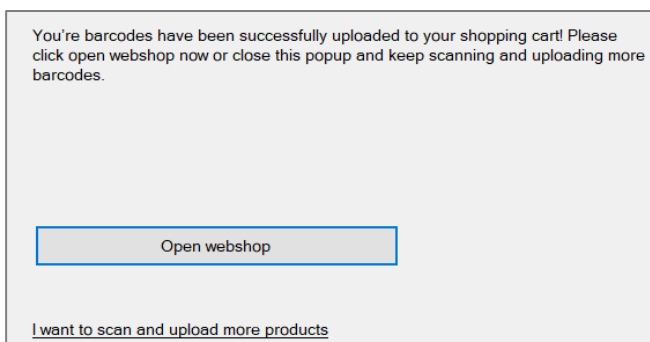 You're barcodes have been successfully uploaded to your shopping cart! Please
click open webshop now or close this popup and keep scanning and uploading more
barcodes.
Open webshop
I want to scan and upload more products